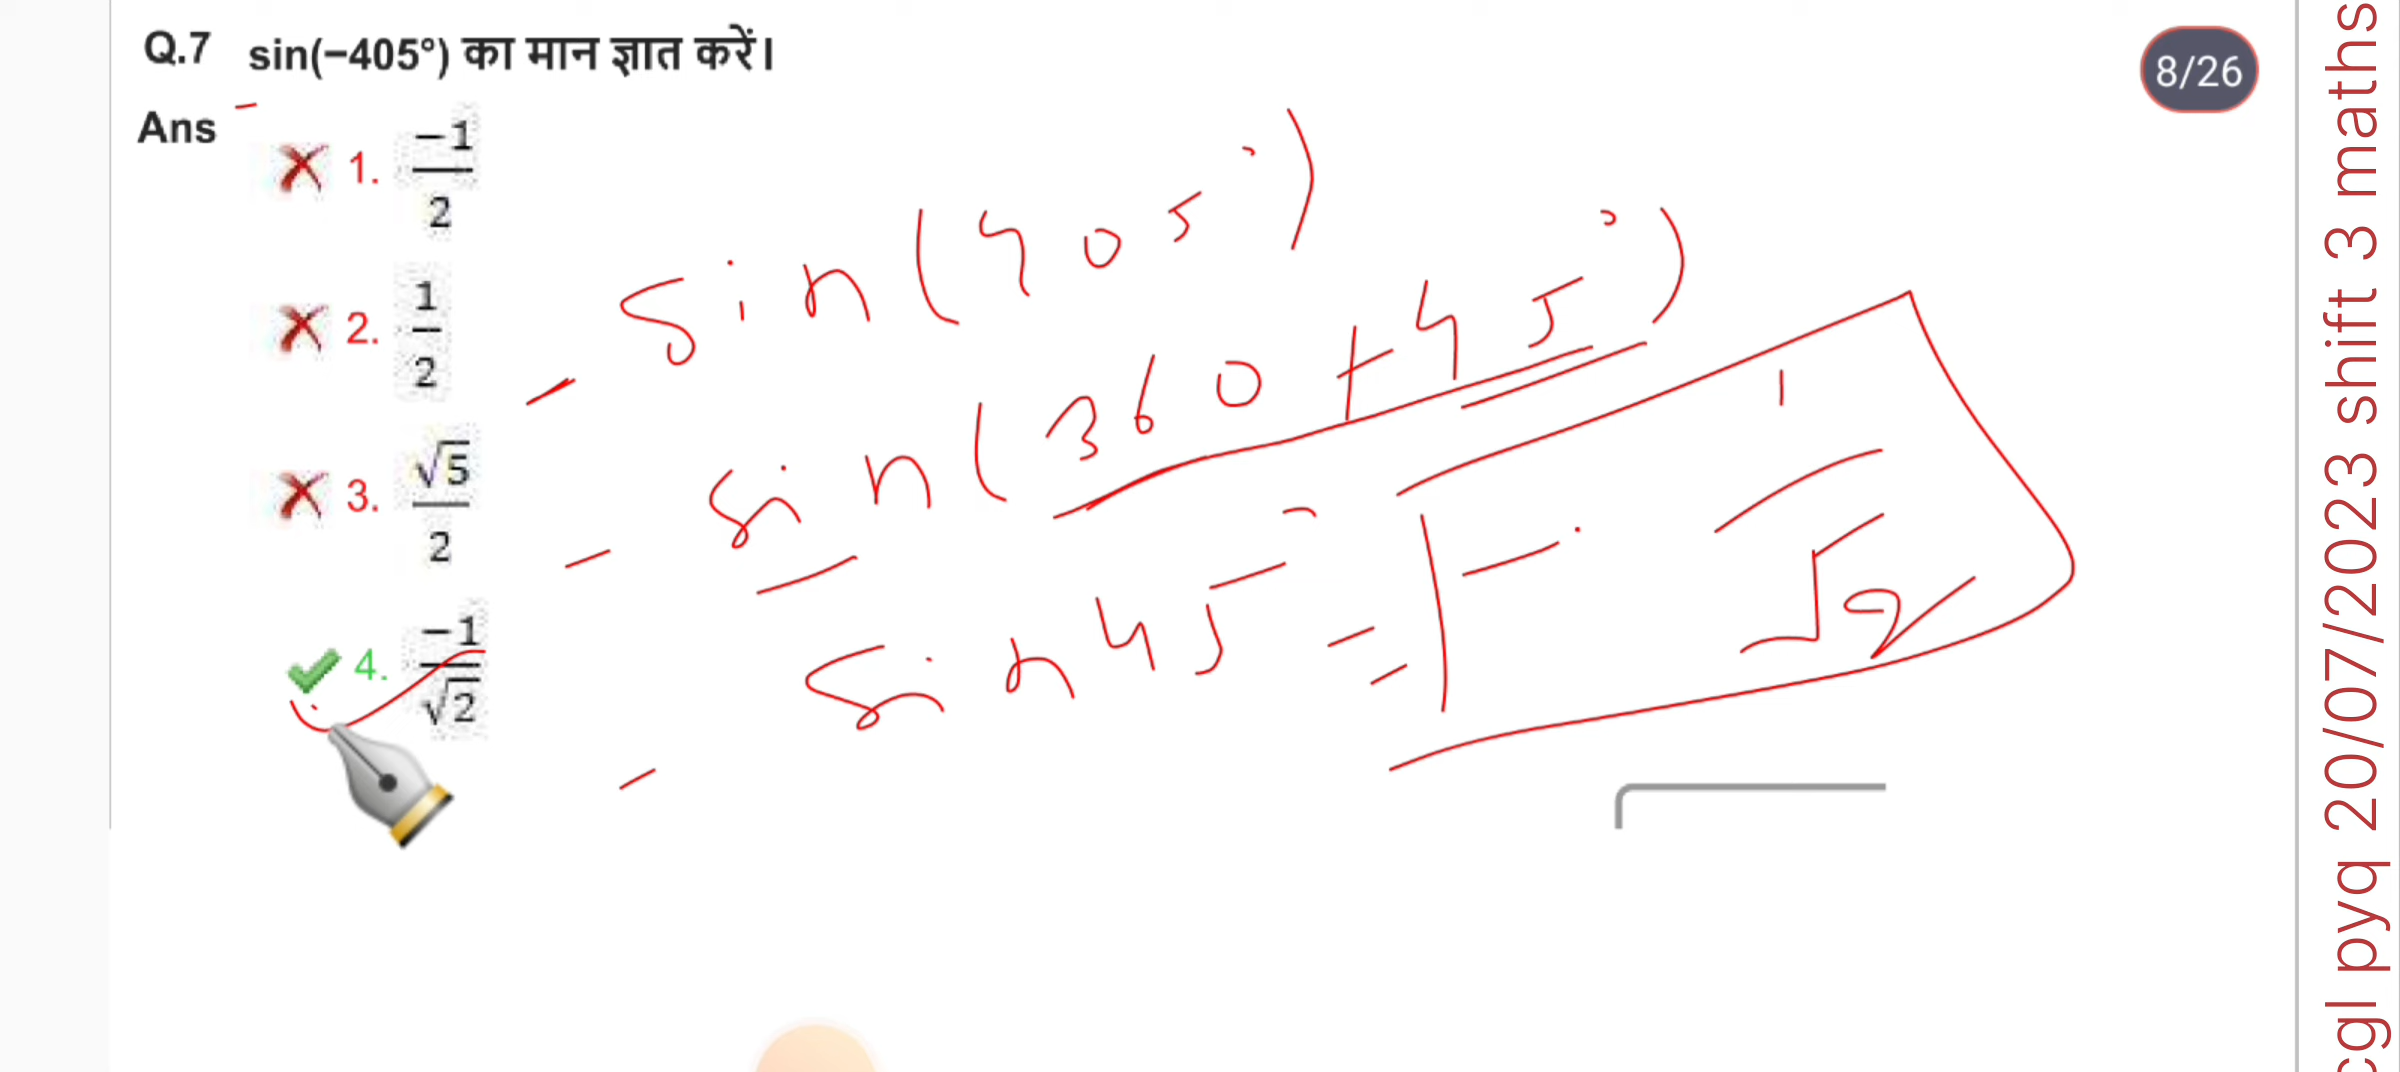 Q.7 sin(−405°) का मान ज्ञात करें।
8/26
Ans
1. −1/2
2. 1/2
3. √5/2
4. −1/√2
- sin(405°)
- sin(360+45°)
- sin45° = - 1/√2
cgl pyq 20/07/2023 shift 3 maths